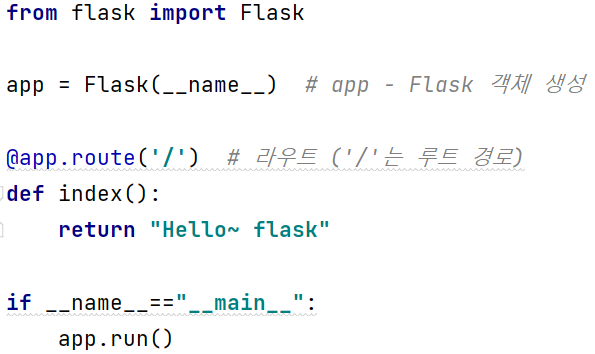 from flask import Flask
app = Flask(__name__)  # app - Flask 객체 생성
@app.route('/')  # 라우트 ('/'는 루트 경로)
def index():
    return "Hello~ flask"
if __name__=="__main__":
    app.run()